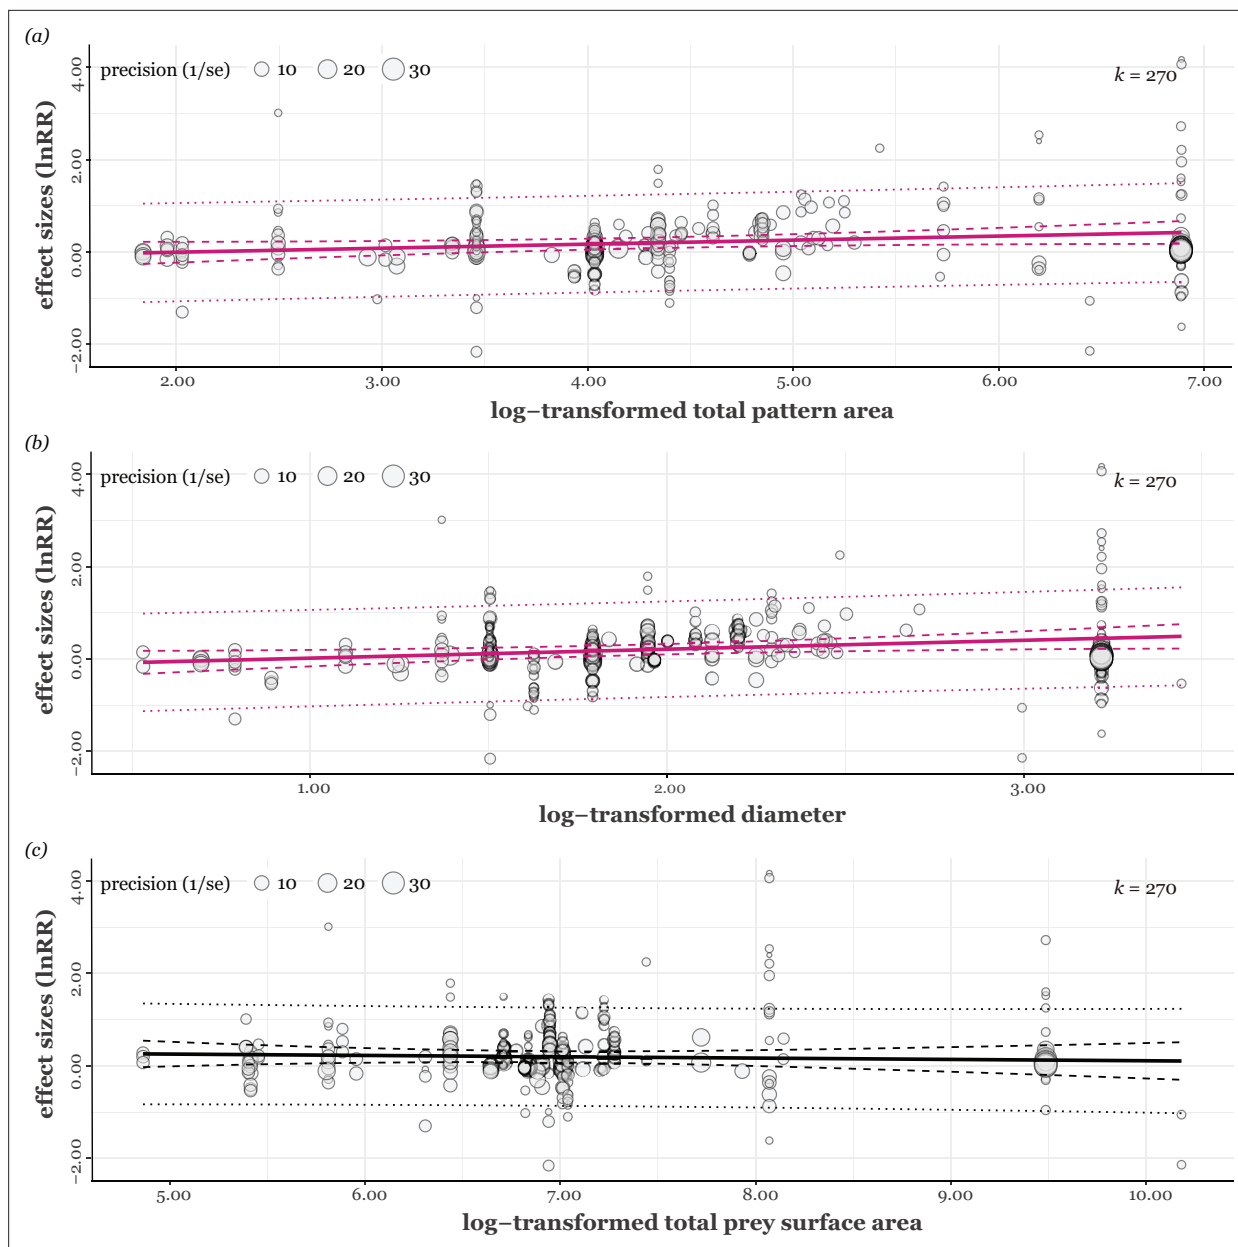 (a)
precision (1/se) 10 20 30
k = 270
effect sizes (lnRR)
4.00
2.00
0.00
−2.00
2.00 3.00 4.00 5.00 6.00 7.00
log−transformed total pattern area
(b)
precision (1/se) 10 20 30
k = 270
effect sizes (lnRR)
4.00
2.00
0.00
−2.00
1.00 2.00 3.00
log−transformed diameter
(c)
precision (1/se) 10 20 30
k = 270
effect sizes (lnRR)
4.00
2.00
0.00
−2.00
5.00 6.00 7.00 8.00 9.00 10.00
log−transformed total prey surface area